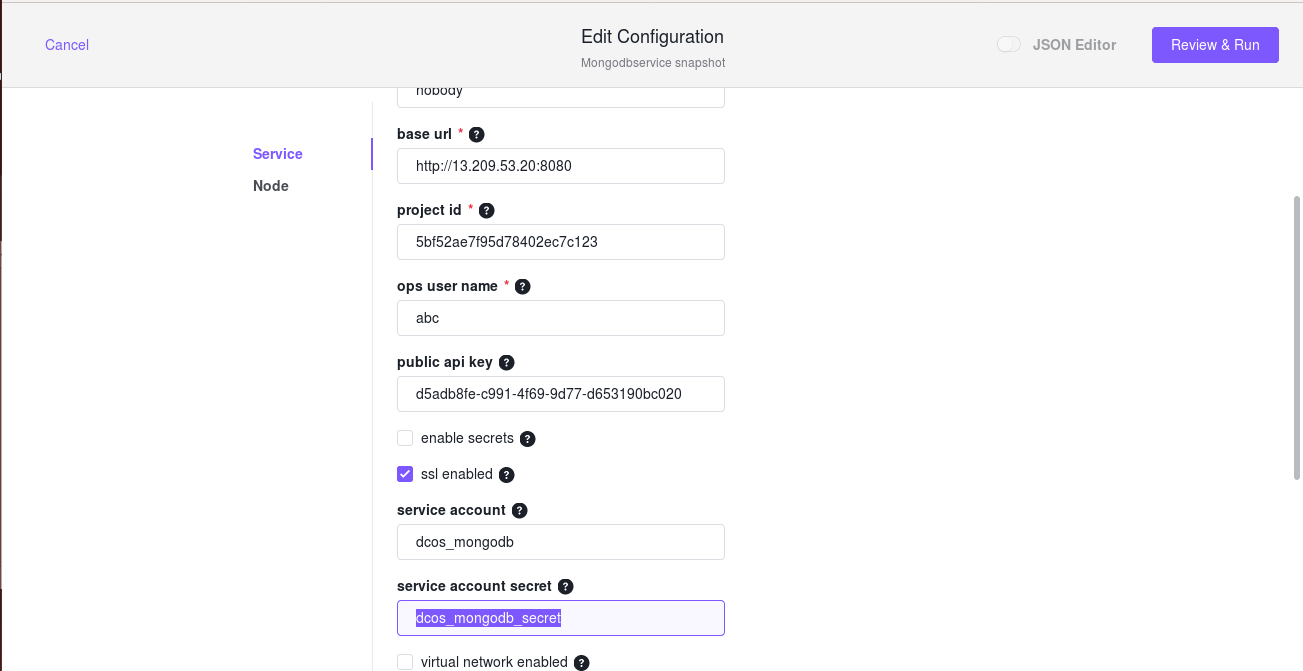 Cancel
Edit Configuration
Mongodbservice snapshot
JSON Editor
Review & Run
Service
Node
nobody
base url * ?
http://13.209.53.20:8080
project id * ?
5bf52ae7f95d78402ec7c123
ops user name * ?
abc
public api key ?
d5adb8fe-c991-4f69-9d77-d653190bc020
enable secrets ?
ssl enabled ?
service account ?
dcos_mongodb
service account secret ?
dcos_mongodb_secret
virtual network enabled ?